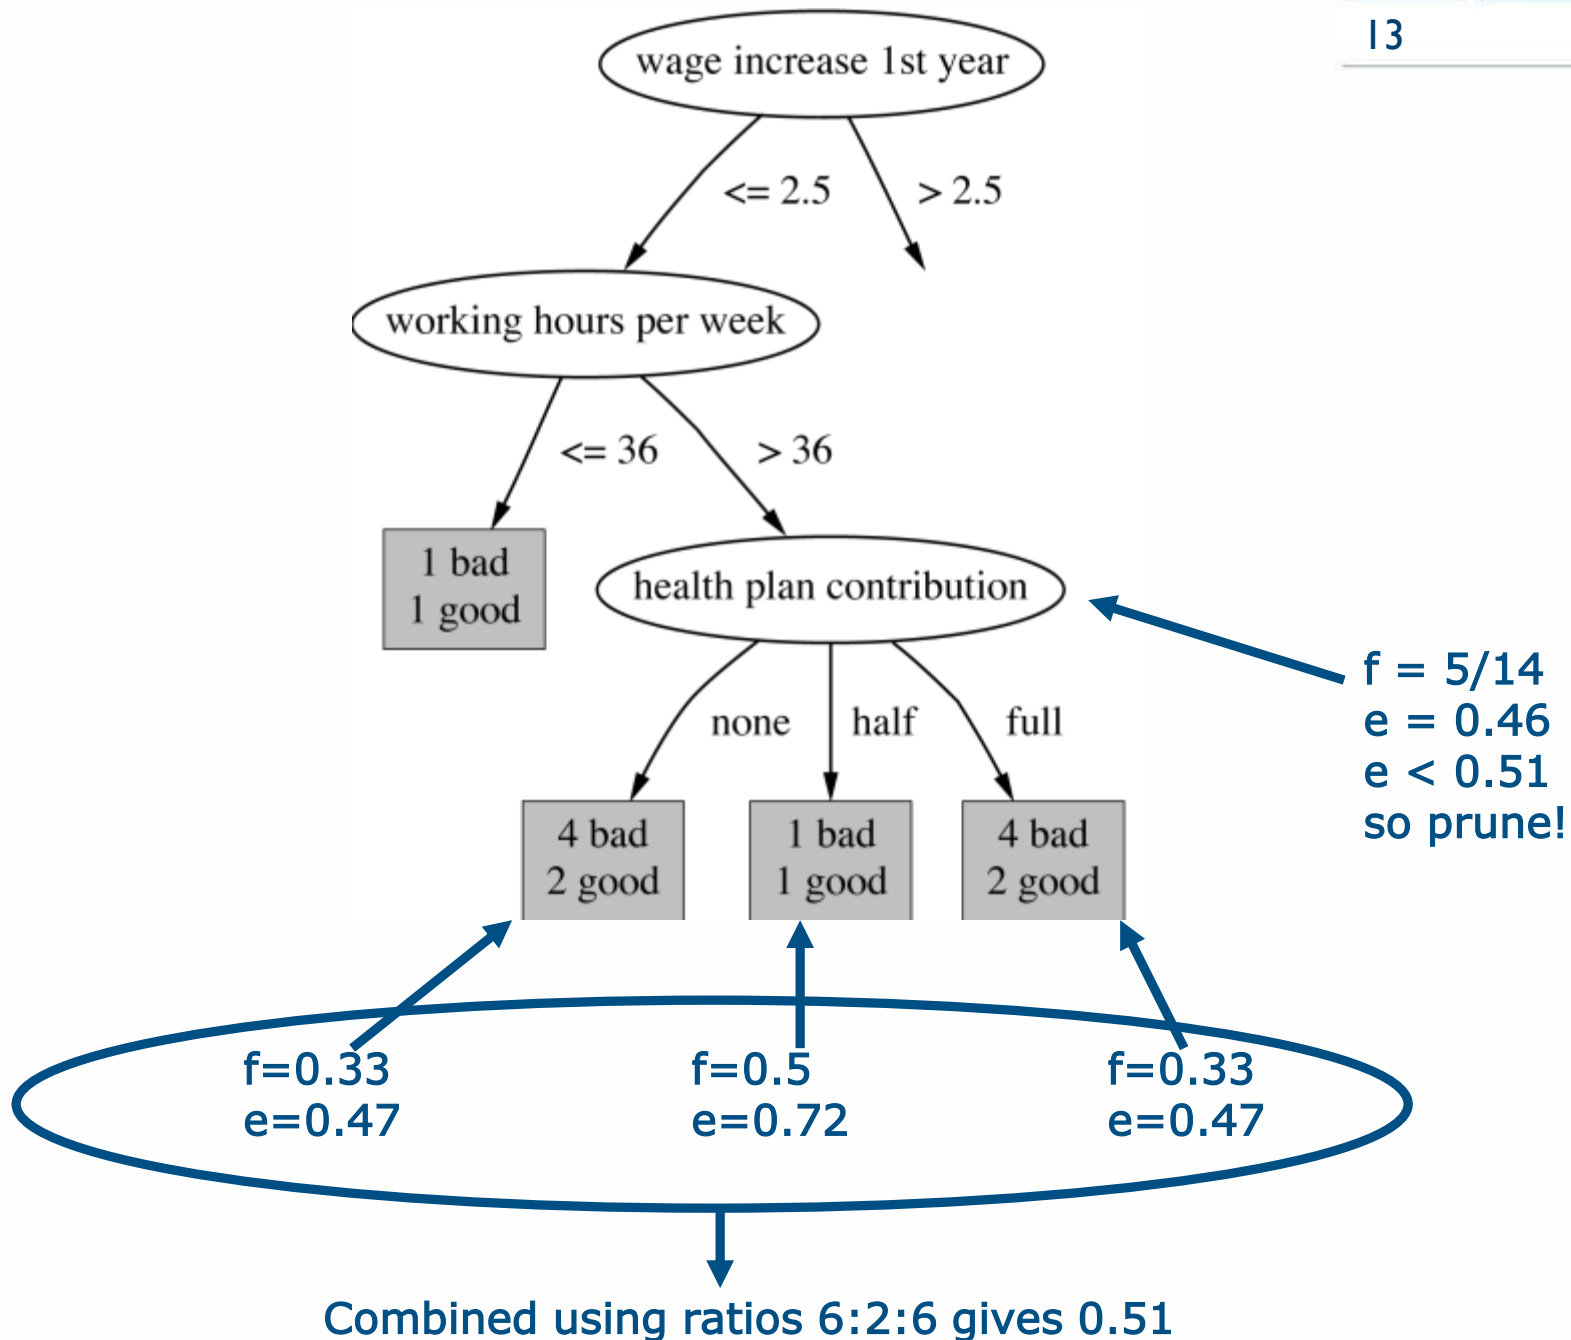 13
wage increase 1st year
<= 2.5
> 2.5
working hours per week
<= 36
> 36
1 bad
1 good
health plan contribution
f = 5/14
e = 0.46
e < 0.51
so prune!
none
half
full
4 bad
2 good
1 bad
1 good
4 bad
2 good
f=0.33
e=0.47
f=0.5
e=0.72
f=0.33
e=0.47
Combined using ratios 6:2:6 gives 0.51